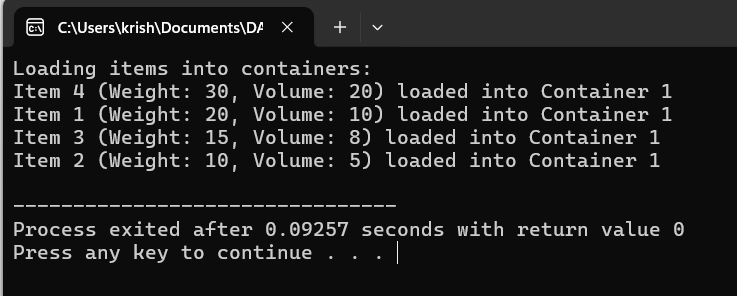 C:\Users\krish\Documents\DA
Loading items into containers:
Item 4 (Weight: 30, Volume: 20) loaded into Container 1
Item 1 (Weight: 20, Volume: 10) loaded into Container 1
Item 3 (Weight: 15, Volume: 8) loaded into Container 1
Item 2 (Weight: 10, Volume: 5) loaded into Container 1
--------------------------------
Process exited after 0.09257 seconds with return value 0
Press any key to continue . . .